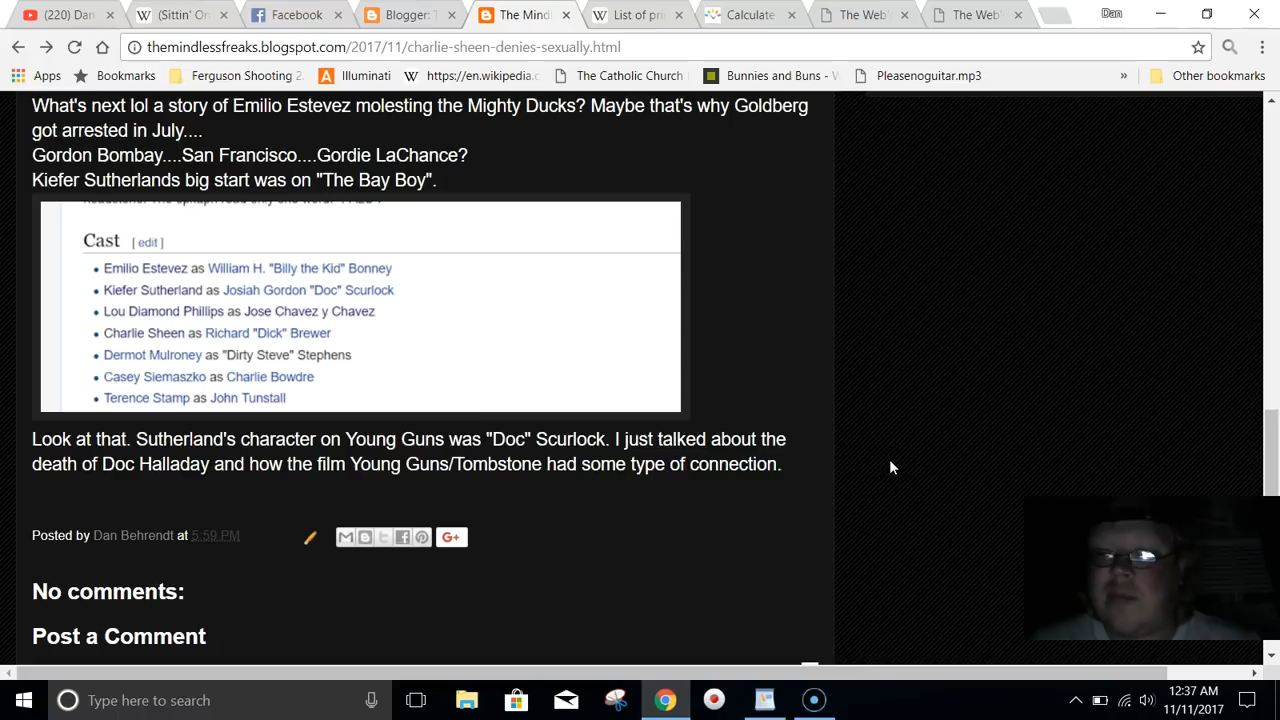 (220) Dan
(Sittin' On
Facebook
Blogger: T
The Mindl
List of pri
Calculate
The Web'
The Web'
Dan
themindlessfreaks.blogspot.com/2017/11/charlie-sheen-denies-sexually.html
Apps
Bookmarks
Ferguson Shooting 2
Illuminati
https://en.wikipedia.c
The Catholic Church
Bunnies and Buns - W
Pleasenoguitar.mp3
»
Other bookmarks
What's next lol a story of Emilio Estevez molesting the Mighty Ducks? Maybe that's why Goldberg
got arrested in July....
Gordon Bombay....San Francisco....Gordie LaChance?
Kiefer Sutherlands big start was on "The Bay Boy".
Cast [ edit ]
• Emilio Estevez as William H. "Billy the Kid" Bonney
• Kiefer Sutherland as Josiah Gordon "Doc" Scurlock
• Lou Diamond Phillips as Jose Chavez y Chavez
• Charlie Sheen as Richard "Dick" Brewer
• Dermot Mulroney as "Dirty Steve" Stephens
• Casey Siemaszko as Charlie Bowdre
• Terence Stamp as John Tunstall
Look at that. Sutherland's character on Young Guns was "Doc" Scurlock. I just talked about the
death of Doc Halladay and how the film Young Guns/Tombstone had some type of connection.
Posted by Dan Behrendt at 5:59 PM
G+
No comments:
Post a Comment
Type here to search
12:37 AM
11/11/2017